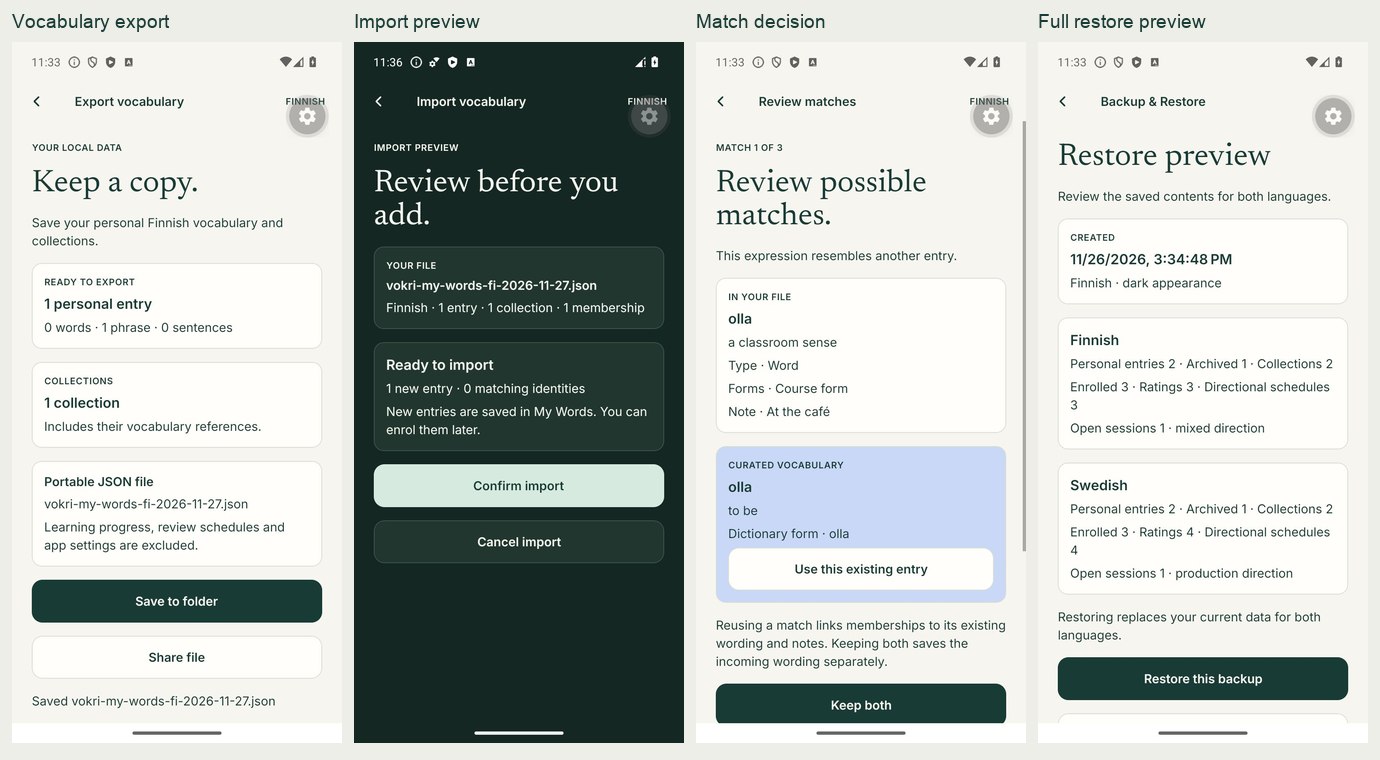 Vocabulary export
11:33
Export vocabulary
FINNISH
YOUR LOCAL DATA
Keep a copy.
Save your personal Finnish vocabulary and
collections.
READY TO EXPORT
1 personal entry
0 words · 1 phrase · 0 sentences
COLLECTIONS
1 collection
Includes their vocabulary references.
Portable JSON file
vokri-my-words-fi-2026-11-27.json
Learning progress, review schedules and
app settings are excluded.
Save to folder
Share file
Saved vokri-my-words-fi-2026-11-27.json
Import preview
11:36
Import vocabulary
FINNISH
IMPORT PREVIEW
Review before you
add.
YOUR FILE
vokri-my-words-fi-2026-11-27.json
Finnish · 1 entry · 1 collection · 1 membership
Ready to import
1 new entry · 0 matching identities
New entries are saved in My Words. You can
enrol them later.
Confirm import
Cancel import
Match decision
11:33
Review matches
FINNISH
MATCH 1 OF 3
Review possible
matches.
This expression resembles another entry.
IN YOUR FILE
olla
a classroom sense
Type · Word
Forms · Course form
Note · At the café
CURATED VOCABULARY
olla
to be
Dictionary form · olla
Use this existing entry
Reusing a match links memberships to its existing
wording and notes. Keeping both saves the
incoming wording separately.
Keep both
Full restore preview
11:33
Backup & Restore
Restore preview
Review the saved contents for both languages.
CREATED
11/26/2026, 3:34:48 PM
Finnish · dark appearance
Finnish
Personal entries 2 · Archived 1 · Collections 2
Enrolled 3 · Ratings 3 · Directional schedules
3
Open sessions 1 · mixed direction
Swedish
Personal entries 2 · Archived 1 · Collections 2
Enrolled 3 · Ratings 4 · Directional schedules
4
Open sessions 1 · production direction
Restoring replaces your current data for both
languages.
Restore this backup